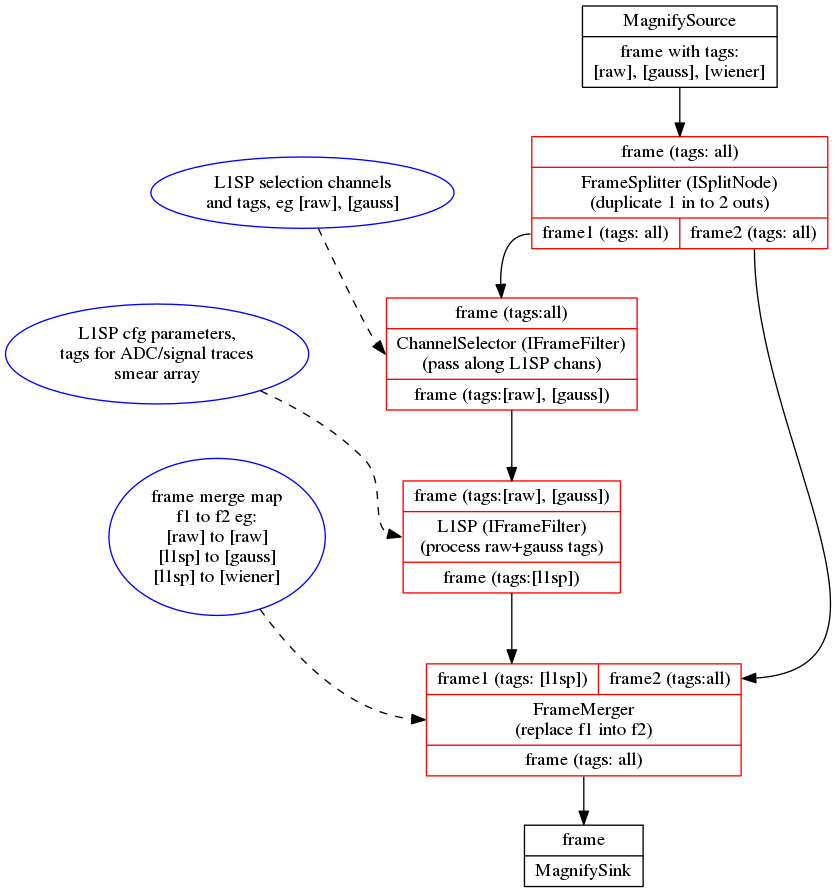 MagnifySource
frame with tags:
[raw], [gauss], [wiener]
frame (tags: all)
FrameSplitter (ISplitNode)
(duplicate 1 in to 2 outs)
frame1 (tags: all)
frame2 (tags: all)
L1SP selection channels
and tags, eg [raw], [gauss]
frame (tags:all)
ChannelSelector (IFrameFilter)
(pass along L1SP chans)
frame (tags:[raw], [gauss])
L1SP cfg parameters,
tags for ADC/signal traces
smear array
frame (tags:[raw], [gauss])
L1SP (IFrameFilter)
(process raw+gauss tags)
frame (tags:[l1sp])
frame merge map
f1 to f2 eg:
[raw] to [raw]
[l1sp] to [gauss]
[l1sp] to [wiener]
frame1 (tags: [l1sp])
frame2 (tags:all)
FrameMerger
(replace f1 into f2)
frame (tags: all)
frame
MagnifySink